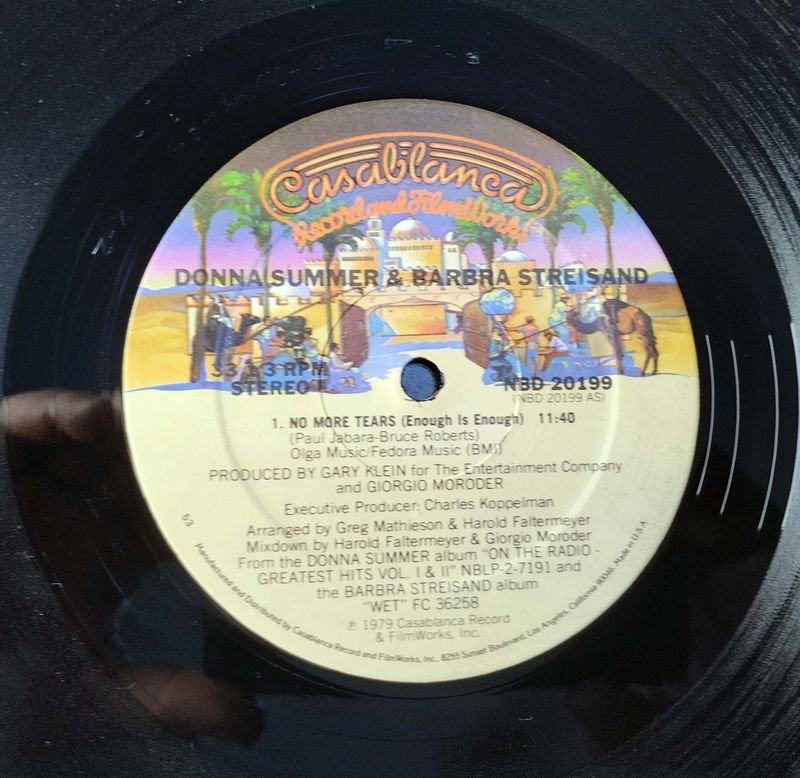 Casablanca
Record and FilmWorks
DONNA SUMMER & BARBRA STREISAND
33 1/3 RPM
STEREO
NBD 20199
(NBD 20199 AS)
1. NO MORE TEARS (Enough Is Enough) 11:40
(Paul Jabara-Bruce Roberts)
Olga Music/Fedora Music (BMI)
PRODUCED BY GARY KLEIN for The Entertainment Company
and GIORGIO MORODER
Executive Producer: Charles Koppelman
Arranged by Greg Mathieson & Harold Faltermeyer
Mixdown by Harold Faltermeyer & Giorgio Moroder
From the DONNA SUMMER album "ON THE RADIO -
GREATEST HITS VOL. I & II" NBLP-2-7191 and
the BARBRA STREISAND album
"WET" FC 36258
℗ 1979 Casablanca Record
& FilmWorks, Inc.
53
Manufactured and Distributed by Casablanca Record and FilmWorks, Inc., 8255 Sunset Boulevard, Los Angeles, California 90046. Made in U.S.A.